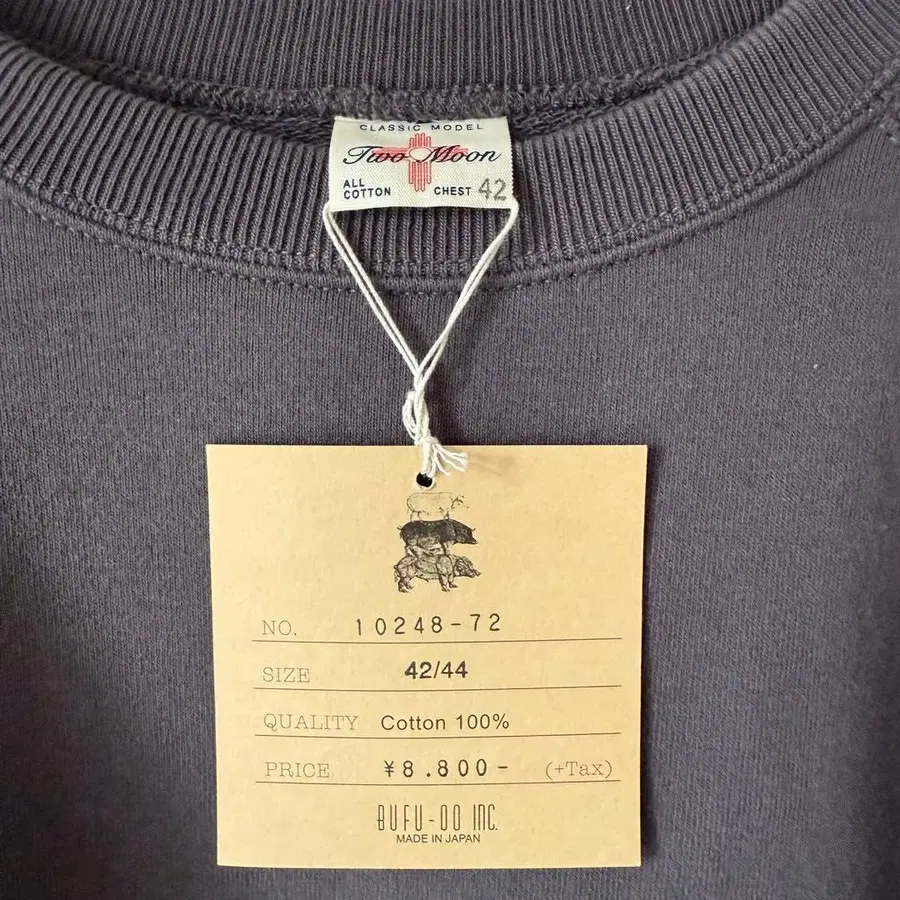 CLASSIC MODEL
Two Moon
ALL COTTON CHEST 42
NO. 10248-72
SIZE 42/44
QUALITY Cotton 100%
PRICE ¥8.800- (+Tax)
BUFU-OO INC.
MADE IN JAPAN